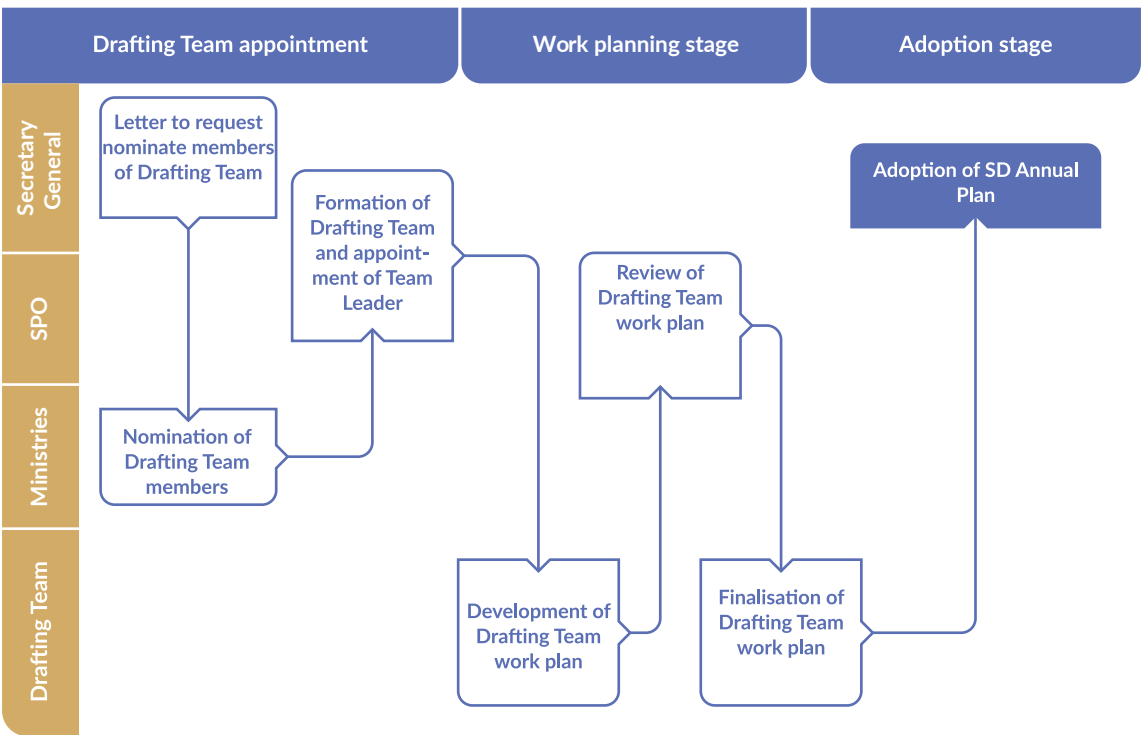 Drafting Team appointment
Work planning stage
Adoption stage
Secretary
General
SPO
Ministries
Drafting Team
Letter to request
nominate members
of Drafting Team
Nomination of
Drafting Team
members
Formation of
Drafting Team
and appoint-
ment of Team
Leader
Development of
Drafting Team
work plan
Review of
Drafting Team
work plan
Finalisation of
Drafting Team
work plan
Adoption of SD Annual
Plan